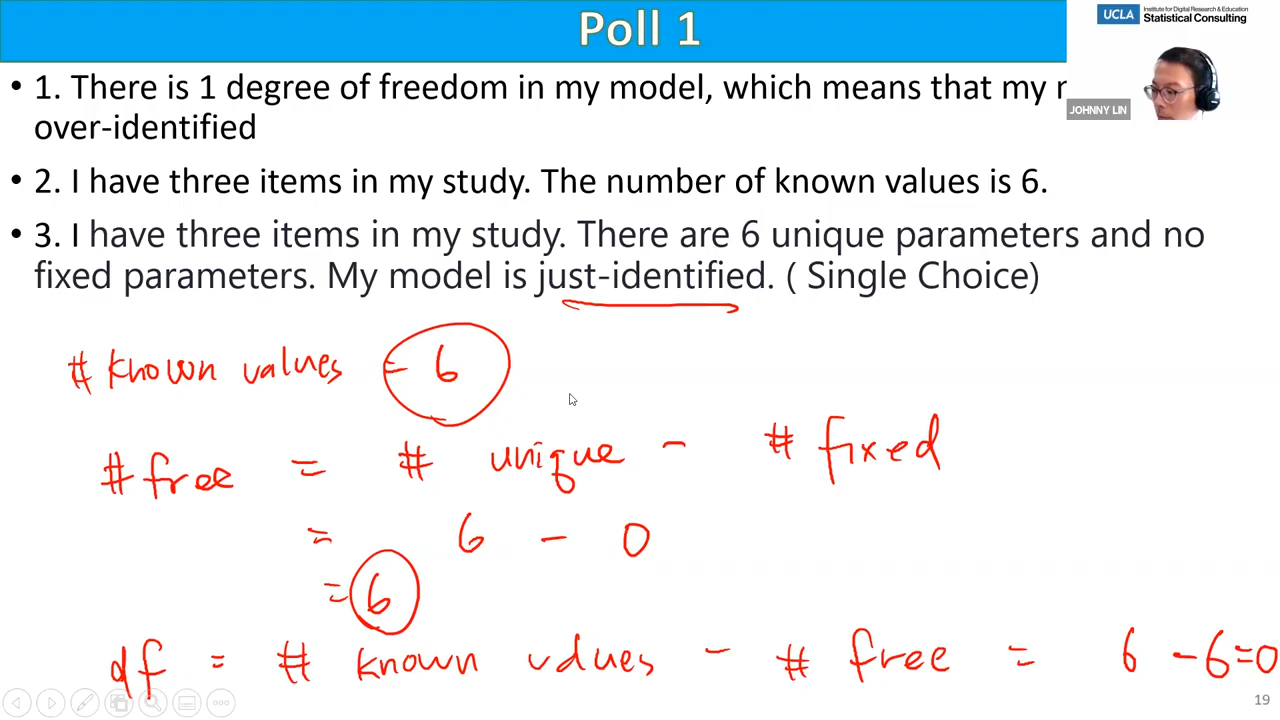 Poll 1
UCLA Institute for Digital Research & Education
Statistical Consulting
JOHNNY LIN
• 1. There is 1 degree of freedom in my model, which means that my
over-identified
• 2. I have three items in my study. The number of known values is 6.
• 3. I have three items in my study. There are 6 unique parameters and no
fixed parameters. My model is just-identified. ( Single Choice)
# known values = 6
# free = # unique - # fixed
= 6 - 0
= 6
df = # known values - # free = 6 - 6 = 0
19